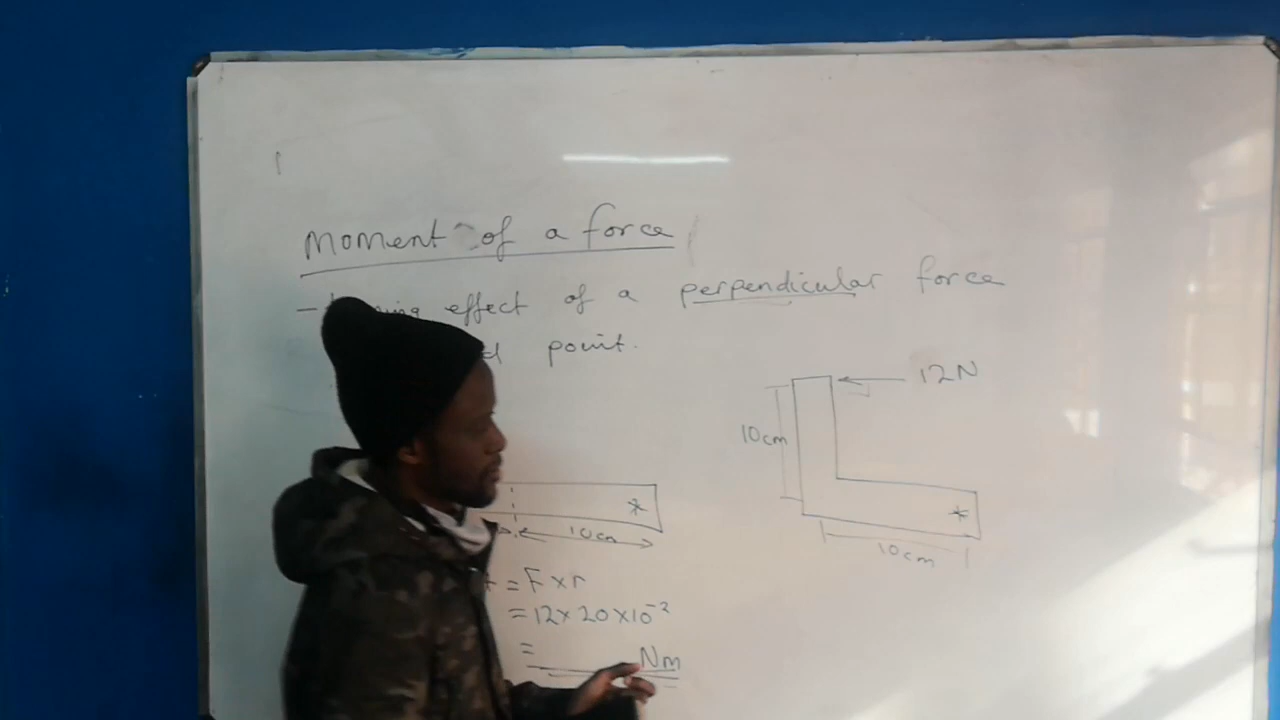 Moment of a force
- effect of a perpendicular force
point.
12N
10cm
10cm
10cm
= F x r
= 12 x 20 x 10⁻²
= Nm